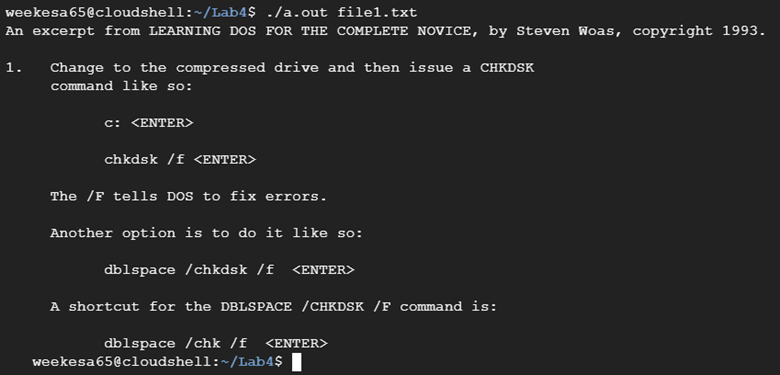 weekesa65@cloudshell:~/Lab4$ ./a.out file1.txt
An excerpt from LEARNING DOS FOR THE COMPLETE NOVICE, by Steven Woas, copyright 1993.
1.   Change to the compressed drive and then issue a CHKDSK
command like so:
c: <ENTER>
chkdsk /f <ENTER>
The /F tells DOS to fix errors.
Another option is to do it like so:
dblspace /chkdsk /f  <ENTER>
A shortcut for the DBLSPACE /CHKDSK /F command is:
dblspace /chk /f  <ENTER>
weekesa65@cloudshell:~/Lab4$